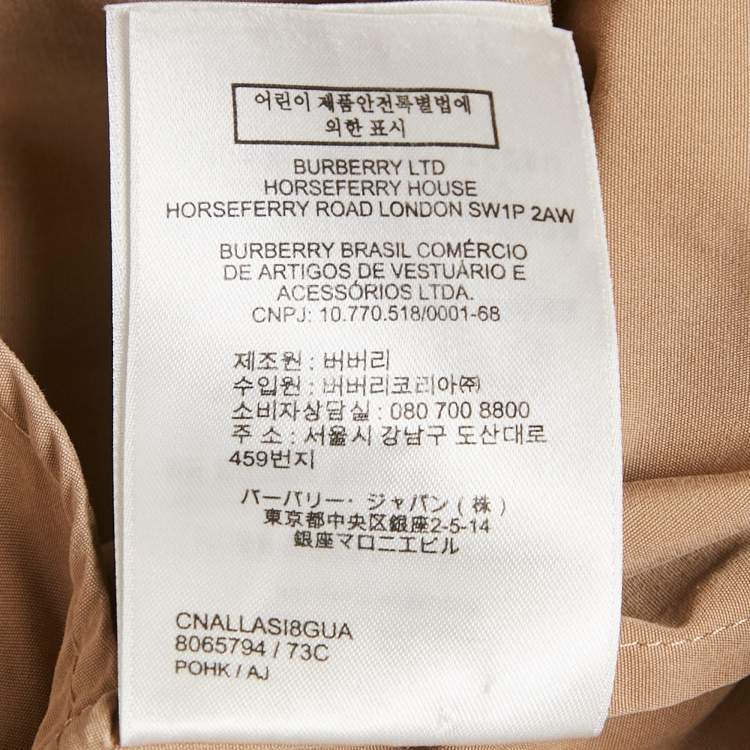 어린이 제품안전특별법에
의한 표시
BURBERRY LTD
HORSEFERRY HOUSE
HORSEFERRY ROAD LONDON SW1P 2AW
BURBERRY BRASIL COMÉRCIO
DE ARTIGOS DE VESTUÁRIO E
ACESSÓRIOS LTDA.
CNPJ: 10.770.518/0001-68
제조원 : 버버리
수입원 : 버버리코리아㈜
소비자상담실 : 080 700 8800
주 소 : 서울시 강남구 도산대로
459번지
バーバリー・ジャパン ( 株 )
東京都中央区銀座2-5-14
銀座マロニエビル
CNALLASI8GUA
8065794 / 73C
POHK / AJ